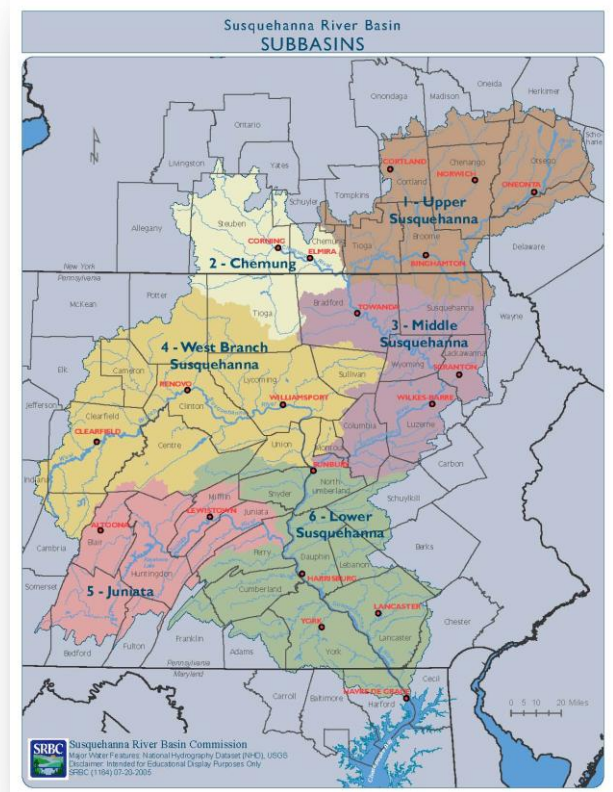 Susquehanna River Basin
SUBBASINS
Oneida
Herkimer
Onondaga
Madison
Ontario
Livingston
Yates
CORTLAND
Chenango
Otsego
Cortland
NORWICH
ONEONTA
Schuyler
Tompkins
1 - Upper
Susquehanna
Allegany
Steuben
Chemung
Tioga
Broome
Delaware
CORNING
ELMIRA
BINGHAMTON
2 - Chemung
New York
Pennsylvania
McKean
Potter
Tioga
Bradford
TOWANDA
Susquehanna
Wayne
3 - Middle
Susquehanna
4 - West Branch
Susquehanna
Lackawanna
Wyoming
SCRANTON
Elk
Cameron
Sullivan
RENOVO
Lycoming
WILLIAMSPORT
WILKES-BARRE
Jefferson
Clearfield
Clinton
Columbia
Luzerne
CLEARFIELD
Centre
Union
Montour
Carbon
SUNBURY
Indiana
North
umberland
Snyder
Schuylkill
Mifflin
LEWISTOWN
Juniata
6 - Lower
Susquehanna
ALTOONA
Blair
Cambria
Perry
Dauphin
Lebanon
Berks
Huntingdon
HARRISBURG
Somerset
5 - Juniata
Cumberland
LANCASTER
Chester
YORK
Lancaster
Bedford
Fulton
Franklin
Adams
York
Pennsylvania
Maryland
Carroll
Baltimore
HAVRE DE GRACE
Harford
Cecil
0 5 10 20 Miles
SRBC
Susquehanna River Basin Commission
Major Water Features: National Hydrography Dataset (NHD), USGS
Disclaimer: Intended for Educational Display Purposes Only
SRBC (1184) 07-20-2005